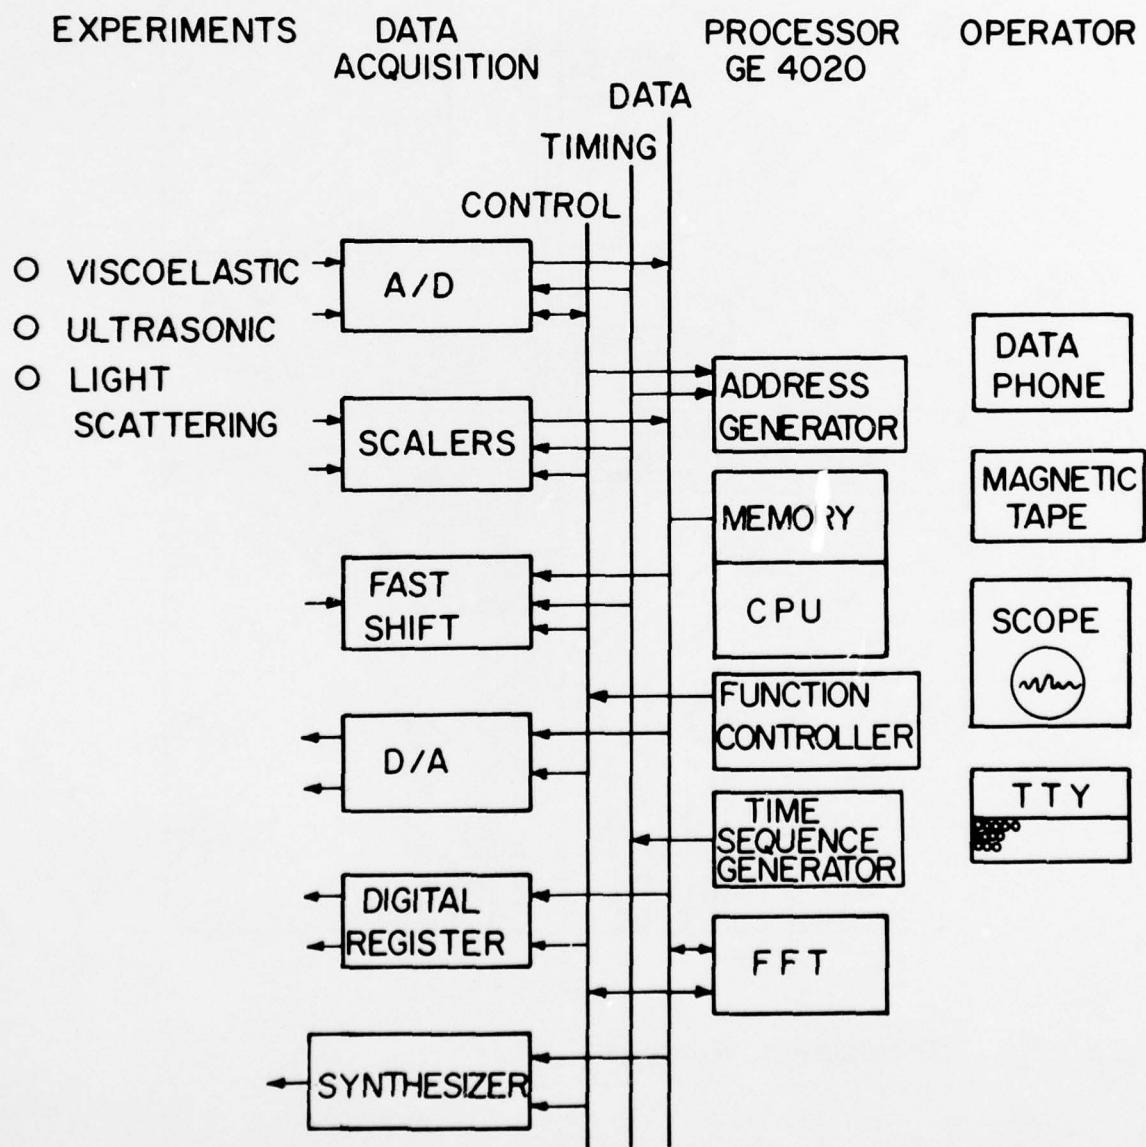 EXPERIMENTS
DATA
ACQUISITION
PROCESSOR
GE 4020
OPERATOR
DATA
TIMING
CONTROL
O VISCOELASTIC
O ULTRASONIC
O LIGHT
SCATTERING
A/D
SCALERS
FAST
SHIFT
D/A
DIGITAL
REGISTER
SYNTHESIZER
ADDRESS
GENERATOR
MEMORY
CPU
FUNCTION
CONTROLLER
TIME
SEQUENCE
GENERATOR
FFT
DATA
PHONE
MAGNETIC
TAPE
SCOPE
TTY